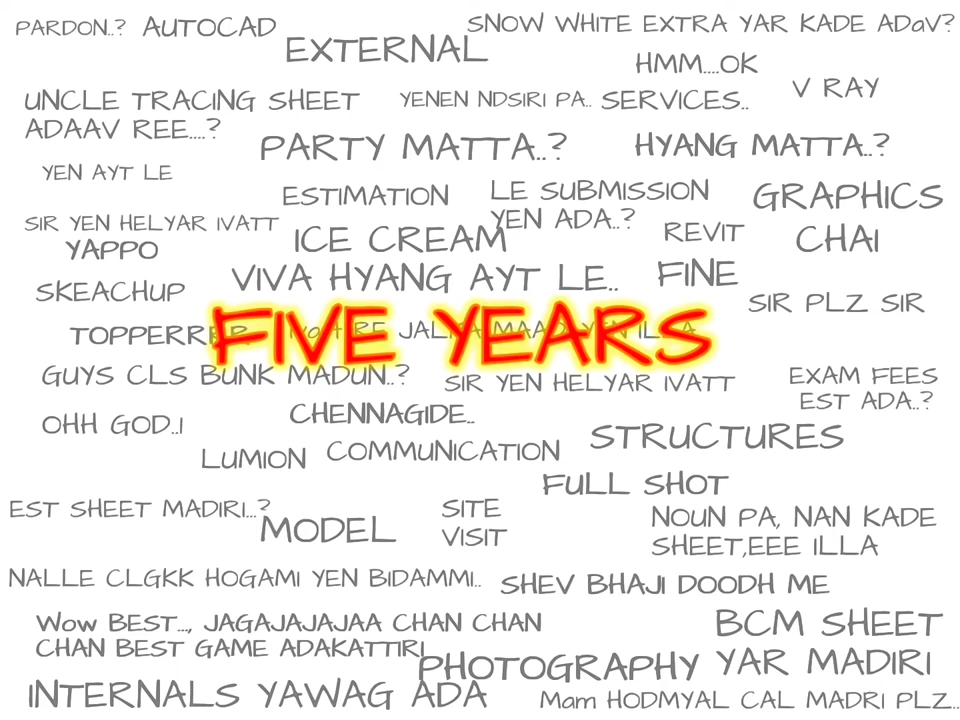 PARDON..? AUTOCAD
SNOW WHITE EXTRA YAR KADE ADaV?
EXTERNAL
HMM....OK
V RAY
UNCLE TRACING SHEET
ADAAV REE....?
YENEN NDSIRI PA..
SERVICES..
PARTY MATTA..?
HYANG MATTA..?
YEN AYT LE
ESTIMATION
LE SUBMISSION
YEN ADA..?
GRAPHICS
SIR YEN HELYAR IVATT
YAPPO
ICE CREAM
REVIT
CHAI
VIVA HYANG AYT LE..
FINE
SKEACHUP
SIR PLZ SIR
TOPPERRRR
FIVE YEARS
GUYS CLS BUNK MADUN..?
SIR YEN HELYAR IVATT
EXAM FEES
EST ADA..?
CHENNAGIDE..
OHH GOD..!
STRUCTURES
LUMION
COMMUNICATION
FULL SHOT
EST SHEET MADIRI...?
MODEL
SITE
VISIT
NOUN PA, NAN KADE
SHEET,EEE ILLA
NALLE CLGKK HOGAMI YEN BIDAMMI..
SHEV BHAJI DOODH ME
Wow BEST..., JAGAJAJAJAA CHAN CHAN
CHAN BEST GAME ADAKATTIRI
BCM SHEET
PHOTOGRAPHY
YAR MADIRI
INTERNALS YAWAG ADA
Mam HODMYAL CAL MADRI PLZ..